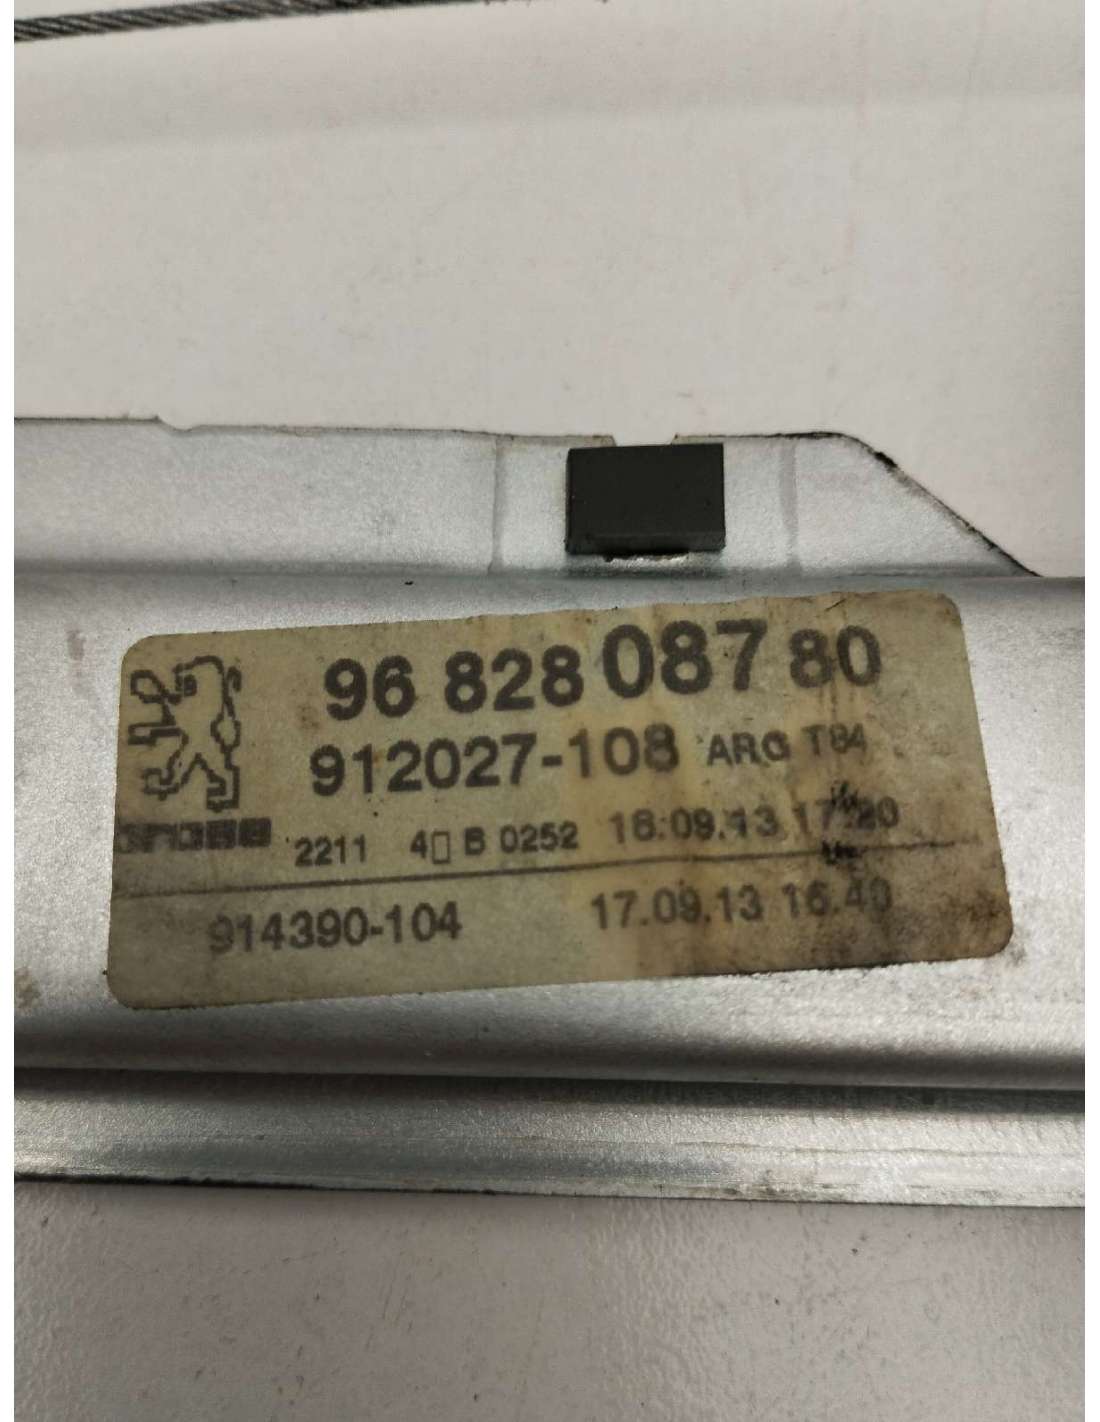 96 828 087 80
912027-108 ARG T84
2211 4▯ B 0252 18.09.13 17.20
914390-104 17.09.13 16.40